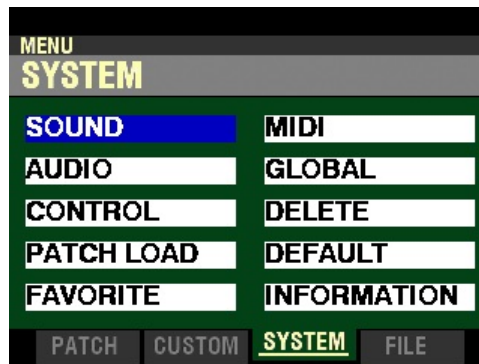 MENU
SYSTEM
SOUND
MIDI
AUDIO
GLOBAL
CONTROL
DELETE
PATCH LOAD
DEFAULT
FAVORITE
INFORMATION
PATCH
CUSTOM
SYSTEM
FILE